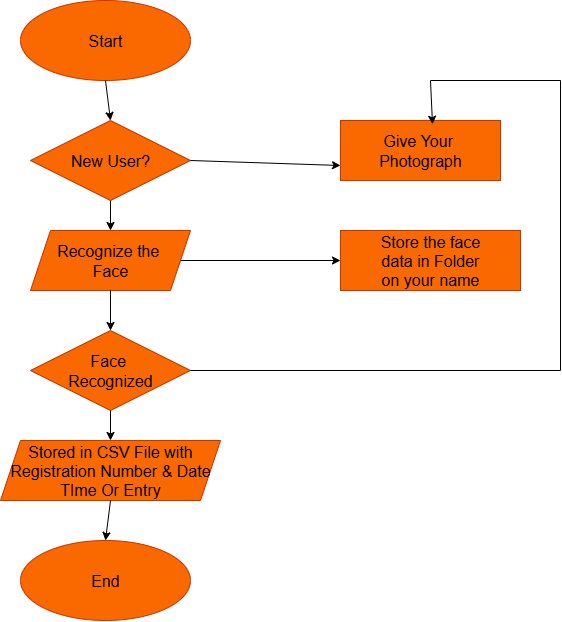 Start
New User?
Give Your
Photograph
Recognize the
Face
Store the face
data in Folder
on your name
Face
Recognized
Stored in CSV File with
Registration Number & Date
TIme Or Entry
End